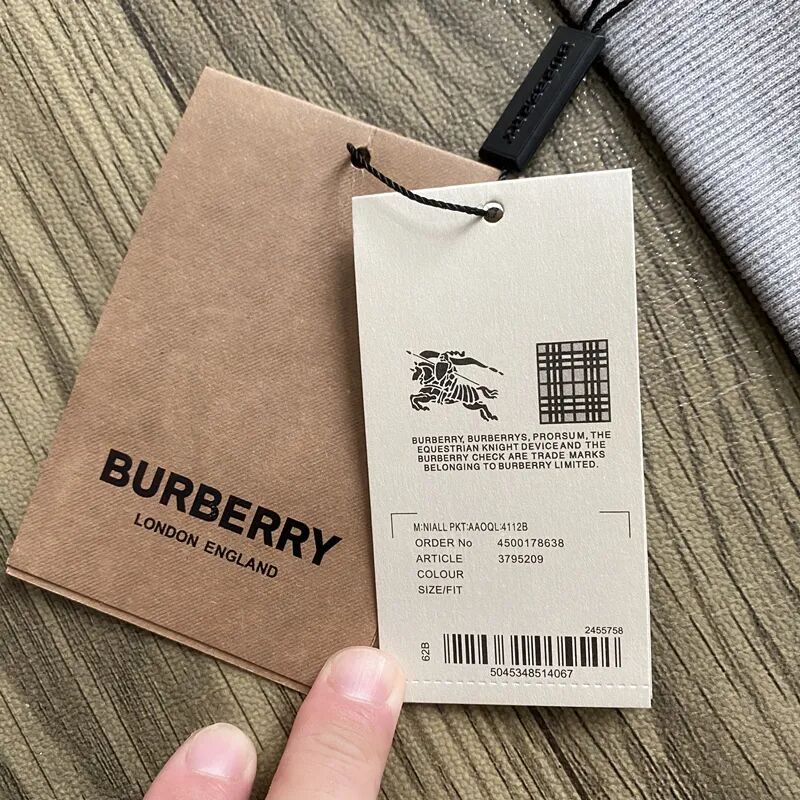 BURBERRY
BURBERRY
LONDON ENGLAND
BURBERRY, BURBERRYS, PRORSUM, THE
EQUESTRIAN KNIGHT DEVICE AND THE
BURBERRY CHECK ARE TRADE MARKS
BELONGING TO BURBERRY LIMITED.
M:NIALL PKT:AAOQL:4112B
ORDER No 4500178638
ARTICLE 3795209
COLOUR
SIZE/FIT
2455758
62B
5045348514067